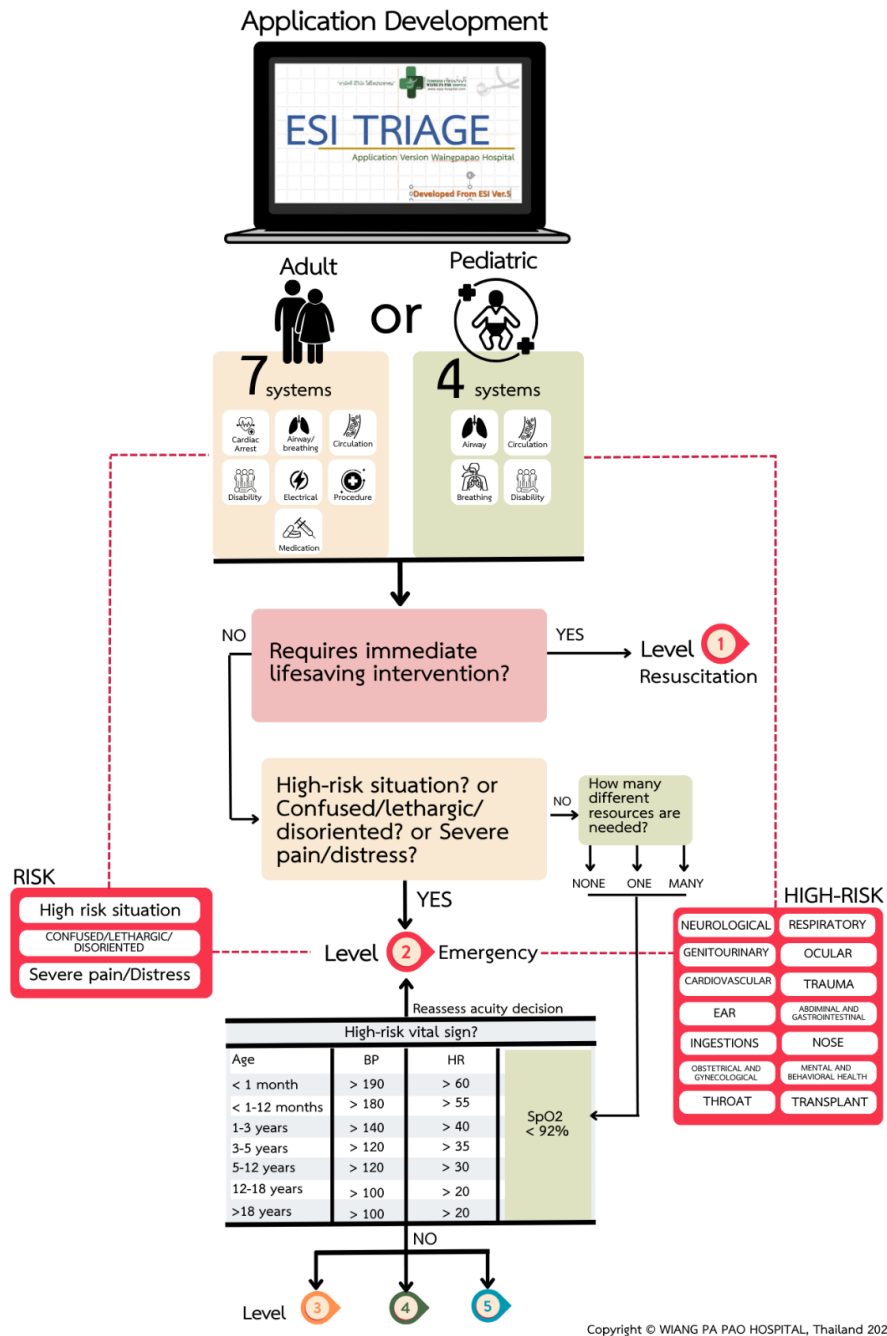 Application Development
WIANG PA PAO HOSPITAL
ESI TRIAGE
Application Version Waingpapao Hospital
Developed From ESI Ver.5
Adult
or
Pediatric
7 systems
Cardiac
Arrest
Airway/
breathing
Circulation
Disability
Electrical
Procedure
Medication
4 systems
Airway
Circulation
Breathing
Disability
NO
Requires immediate
lifesaving intervention?
YES
Level 1
Resuscitation
High-risk situation? or
Confused/lethargic/
disoriented? or Severe
pain/distress?
NO
How many
different
resources are
needed?
NONE ONE MANY
YES
RISK
High risk situation
CONFUSED/LETHARGIC/
DISORIENTED
Severe pain/Distress
Level 2 Emergency
HIGH-RISK
NEUROLOGICAL
RESPIRATORY
GENITOURINARY
OCULAR
CARDIOVASCULAR
TRAUMA
EAR
ABIDMINAL AND
GASTROINTESTINAL
INGESTIONS
NOSE
OBSTETRICAL AND
GYNECOLOGICAL
MENTAL AND
BEHAVIORAL HEALTH
THROAT
TRANSPLANT
Reassess acuity decision
High-risk vital sign?
Age BP HR
< 1 month > 190 > 60
< 1-12 months > 180 > 55
1-3 years > 140 > 40
3-5 years > 120 > 35
5-12 years > 120 > 30
12-18 years > 100 > 20
>18 years > 100 > 20
SpO2
< 92%
NO
Level 3 4 5
Copyright © WIANG PA PAO HOSPITAL, Thailand 202